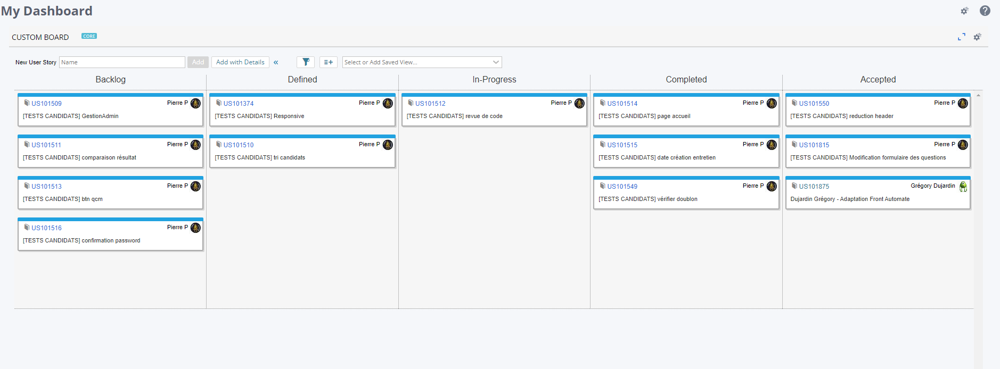 My Dashboard
CUSTOM BOARD CORE
New User Story Name Add Add with Details « Select or Add Saved View...
Backlog Defined In-Progress Completed Accepted
US101509 Pierre P
[TESTS CANDIDATS] GestionAdmin
US101511 Pierre P
[TESTS CANDIDATS] comparaison résultat
US101513 Pierre P
[TESTS CANDIDATS] btn qcm
US101516 Pierre P
[TESTS CANDIDATS] confirmation password
US101374 Pierre P
[TESTS CANDIDATS] Responsive
US101510 Pierre P
[TESTS CANDIDATS] tri candidats
US101512 Pierre P
[TESTS CANDIDATS] revue de code
US101514 Pierre P
[TESTS CANDIDATS] page accueil
US101515 Pierre P
[TESTS CANDIDATS] date création entretien
US101549 Pierre P
[TESTS CANDIDATS] vérifier doublon
US101550 Pierre P
[TESTS CANDIDATS] reduction header
US101815 Pierre P
[TESTS CANDIDATS] Modification formulaire des questions
US101875 Grégory Dujardin
Dujardin Grégory - Adaptation Front Automate